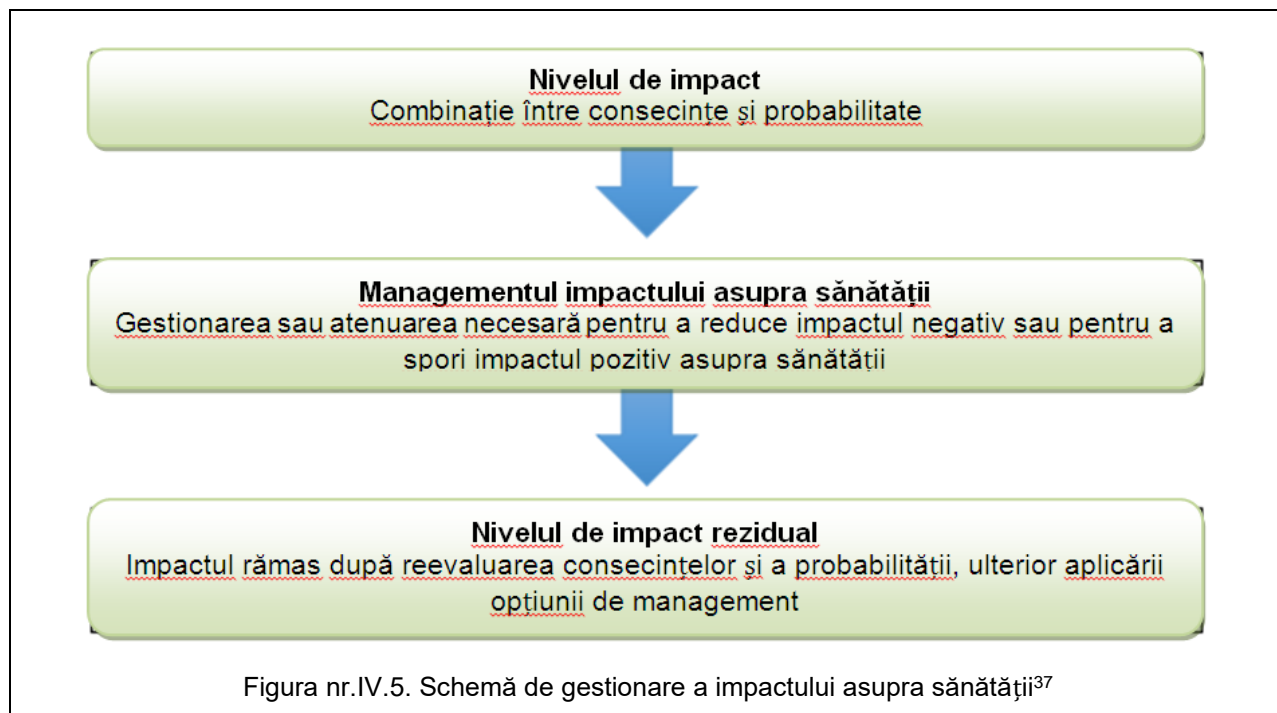 Nivelul de impact
Combinație între consecințe și probabilitate
Managementul impactului asupra sănătății
Gestionarea sau atenuarea necesară pentru a reduce impactul negativ sau pentru a
spori impactul pozitiv asupra sănătății
Nivelul de impact rezidual
Impactul rămas după reevaluarea consecințelor și a probabilității, ulterior aplicării
opțiunii de management
Figura nr.IV.5. Schemă de gestionare a impactului asupra sănătății³⁷